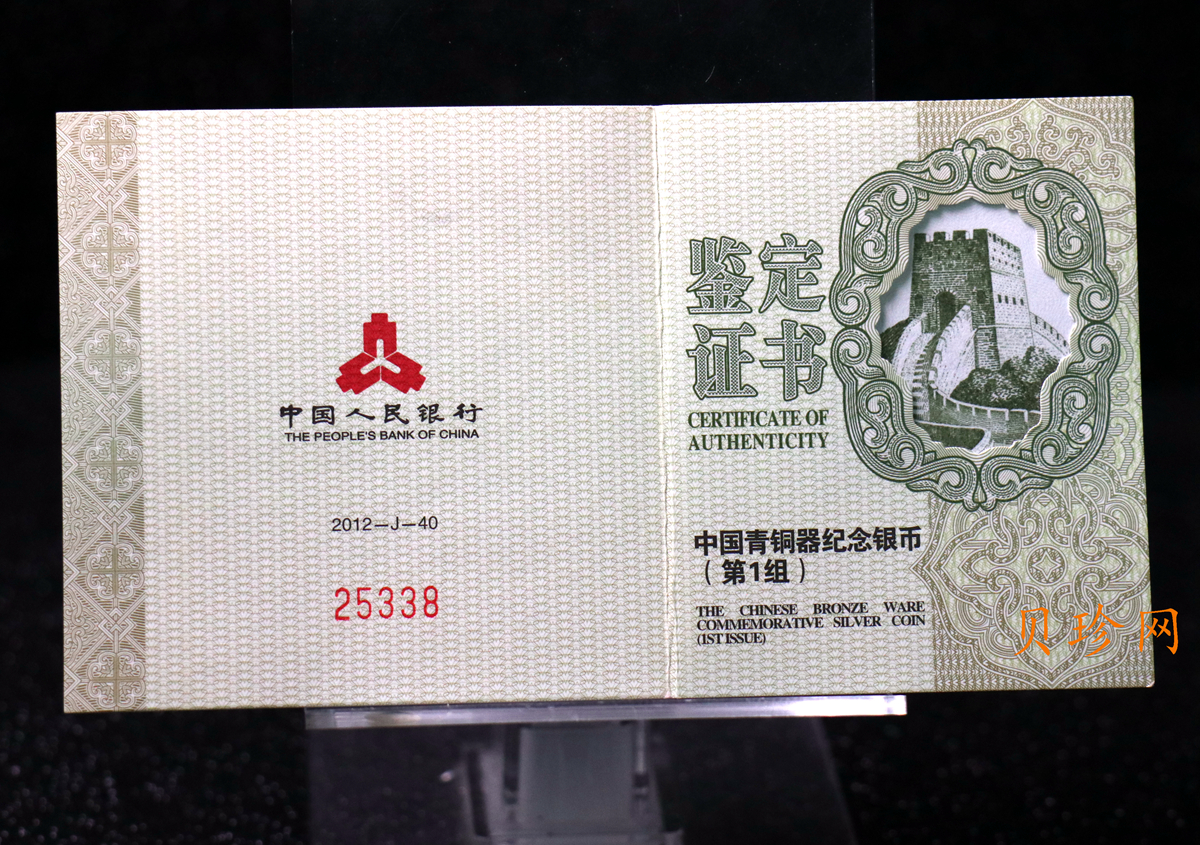 中国人民银行
THE PEOPLE'S BANK OF CHINA
2012—J—40
25338
鉴定
证书
CERTIFICATE OF
AUTHENTICITY
中国青铜器纪念银币
（第1组）
THE CHINESE BRONZE WARE
COMMEMORATIVE SILVER COIN
(1ST ISSUE)
贝珍网